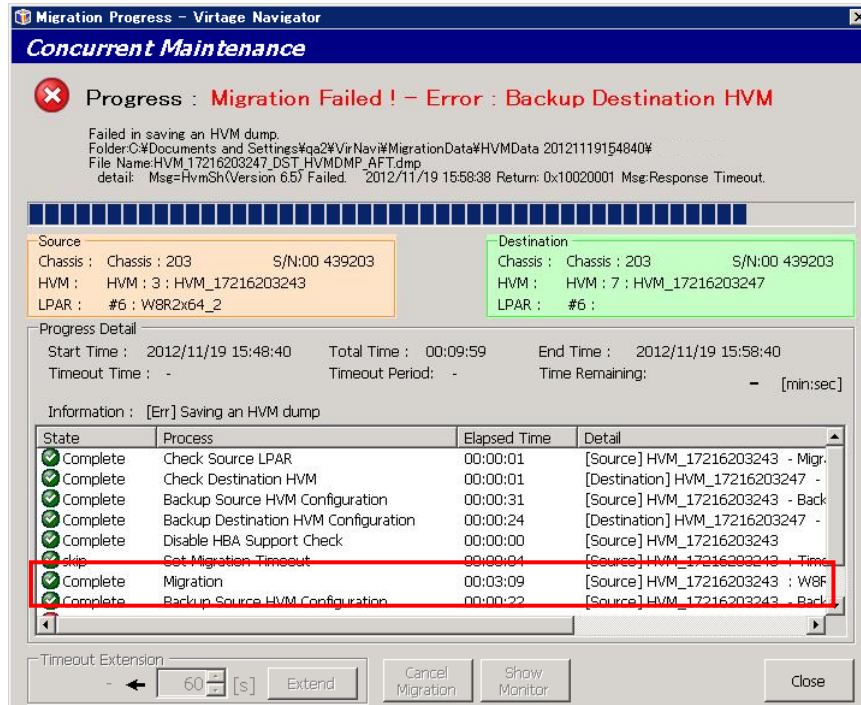 Migration Progress - Virtage Navigator
Concurrent Maintenance
Progress : Migration Failed ! - Error : Backup Destination HVM
Failed in saving an HVM dump.
Folder:C:¥Documents and Settings¥qa2¥VirNavi¥MigrationData¥HVMData 20121119154840¥
File Name:HVM_17216203247_DST_HVMDMP_AFT.dmp
detail: Msg=HvmSh(Version 6.5) Failed. 2012/11/19 15:58:38 Return: 0x10020001 Msg:Response Timeout.
Source
Chassis : Chassis : 203 S/N:00 439203
HVM : HVM : 3 : HVM_17216203243
LPAR : #6 : W8R2x64_2
Destination
Chassis : Chassis : 203 S/N:00 439203
HVM : HVM : 7 : HVM_17216203247
LPAR : #6 :
Progress Detail
Start Time : 2012/11/19 15:48:40 Total Time : 00:09:59 End Time : 2012/11/19 15:58:40
Timeout Time : - Timeout Period: - Time Remaining: - [min:sec]
Information : [Err] Saving an HVM dump
State Process Elapsed Time Detail
Complete Check Source LPAR 00:00:01 [Source] HVM_17216203243 - Migr
Complete Check Destination HVM 00:00:01 [Destination] HVM_17216203247 -
Complete Backup Source HVM Configuration 00:00:31 [Source] HVM_17216203243 - Back
Complete Backup Destination HVM Configuration 00:00:24 [Destination] HVM_17216203247 -
Complete Disable HBA Support Check 00:00:00 [Source] HVM_17216203243
skip Set Migration Timeout 00:00:04 [Source] HVM_17216203243 : Time
Complete Migration 00:03:09 [Source] HVM_17216203243 : W8R
Complete Backup Source HVM Configuration 00:00:22 [Source] HVM_17216203243 - Back
Timeout Extension
- 60 [s] Extend
Cancel Migration
Show Monitor
Close